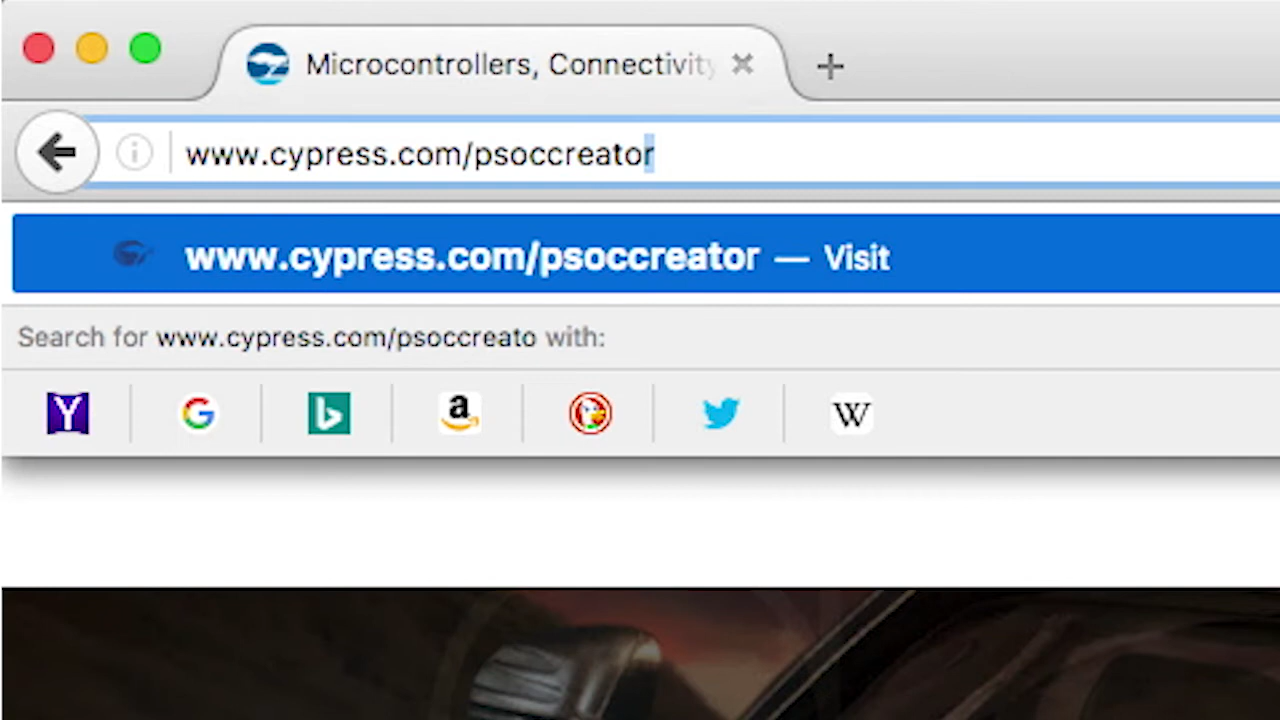 Microcontrollers, Connectivity
www.cypress.com/psoccreator
www.cypress.com/psoccreator — Visit
Search for www.cypress.com/psoccreato with:
Y G b a W